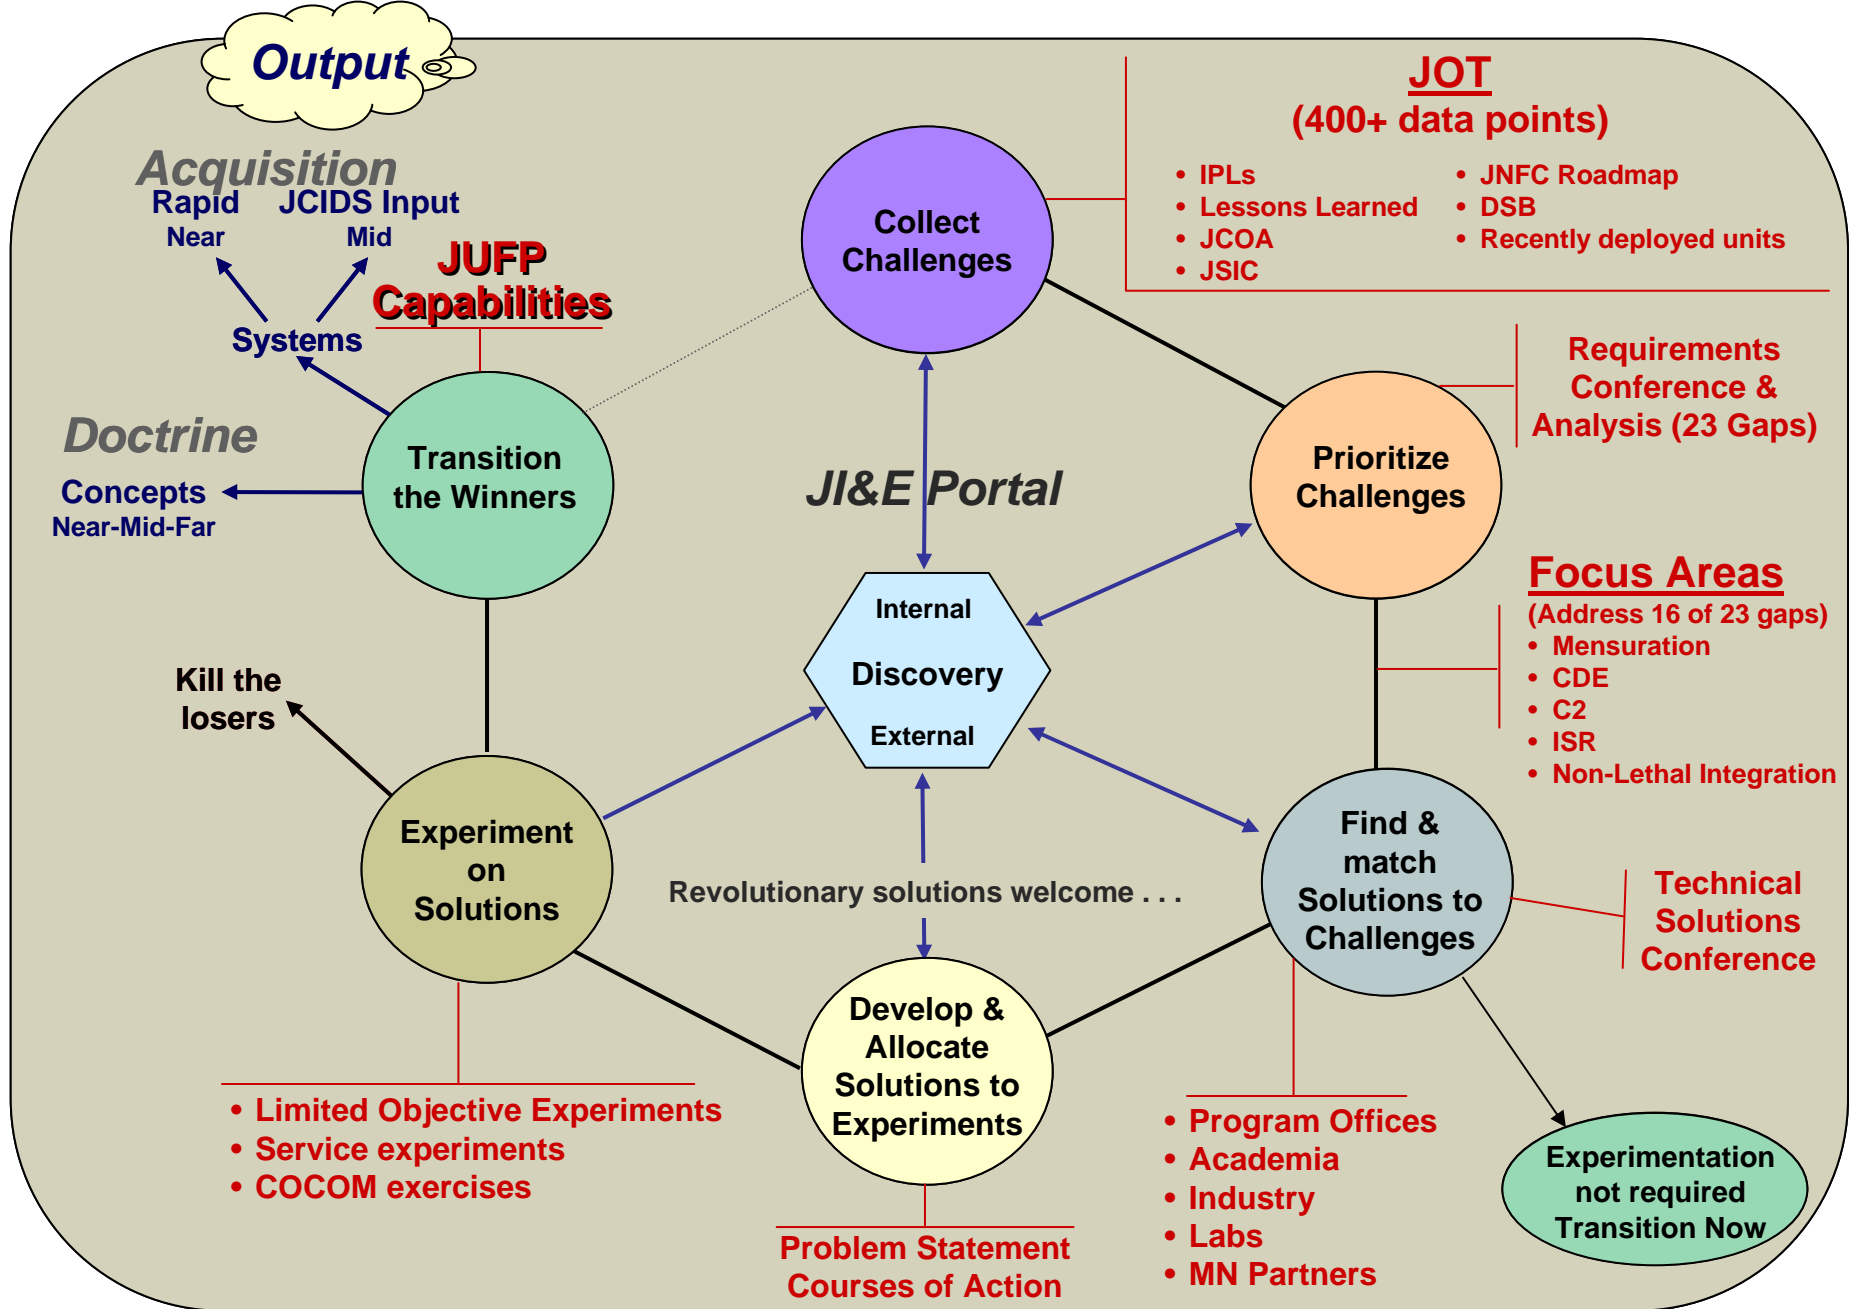 Output
Acquisition
Rapid
Near
JCIDS Input
Mid
JUFP
Capabilities
Systems
Doctrine
Concepts
Near-Mid-Far
Transition
the Winners
Collect
Challenges
JOT
(400+ data points)
• IPLs
• Lessons Learned
• JCOA
• JSIC
• JNFC Roadmap
• DSB
• Recently deployed units
Requirements
Conference &
Analysis (23 Gaps)
Prioritize
Challenges
JI&E Portal
Internal
Discovery
External
Focus Areas
(Address 16 of 23 gaps)
• Mensuration
• CDE
• C2
• ISR
• Non-Lethal Integration
Kill the
losers
Experiment
on
Solutions
Revolutionary solutions welcome . . .
Find &
match
Solutions to
Challenges
Technical
Solutions
Conference
Develop &
Allocate
Solutions to
Experiments
• Limited Objective Experiments
• Service experiments
• COCOM exercises
Problem Statement
Courses of Action
• Program Offices
• Academia
• Industry
• Labs
• MN Partners
Experimentation
not required
Transition Now